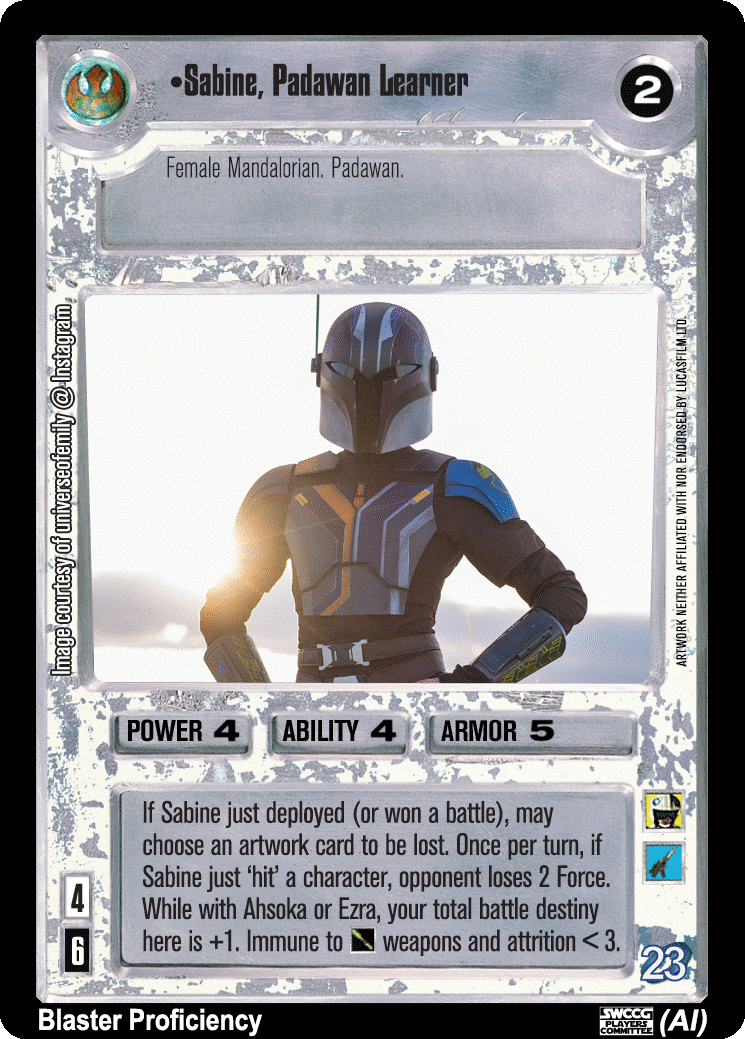 •Sabine, Padawan Learner
2
Female Mandalorian. Padawan.
Image courtesy of universeofemily @ Instagram
ARTWORK NEITHER AFFILIATED WITH NOR ENDORSED BY LUCASFILM LTD.
POWER 4
ABILITY 4
ARMOR 5
If Sabine just deployed (or won a battle), may
choose an artwork card to be lost. Once per turn, if
Sabine just ‘hit’ a character, opponent loses 2 Force.
While with Ahsoka or Ezra, your total battle destiny
here is +1. Immune to weapons and attrition < 3.
4
6
23
Blaster Proficiency
SWCCG
PLAYERS
COMMITTEE
(AI)